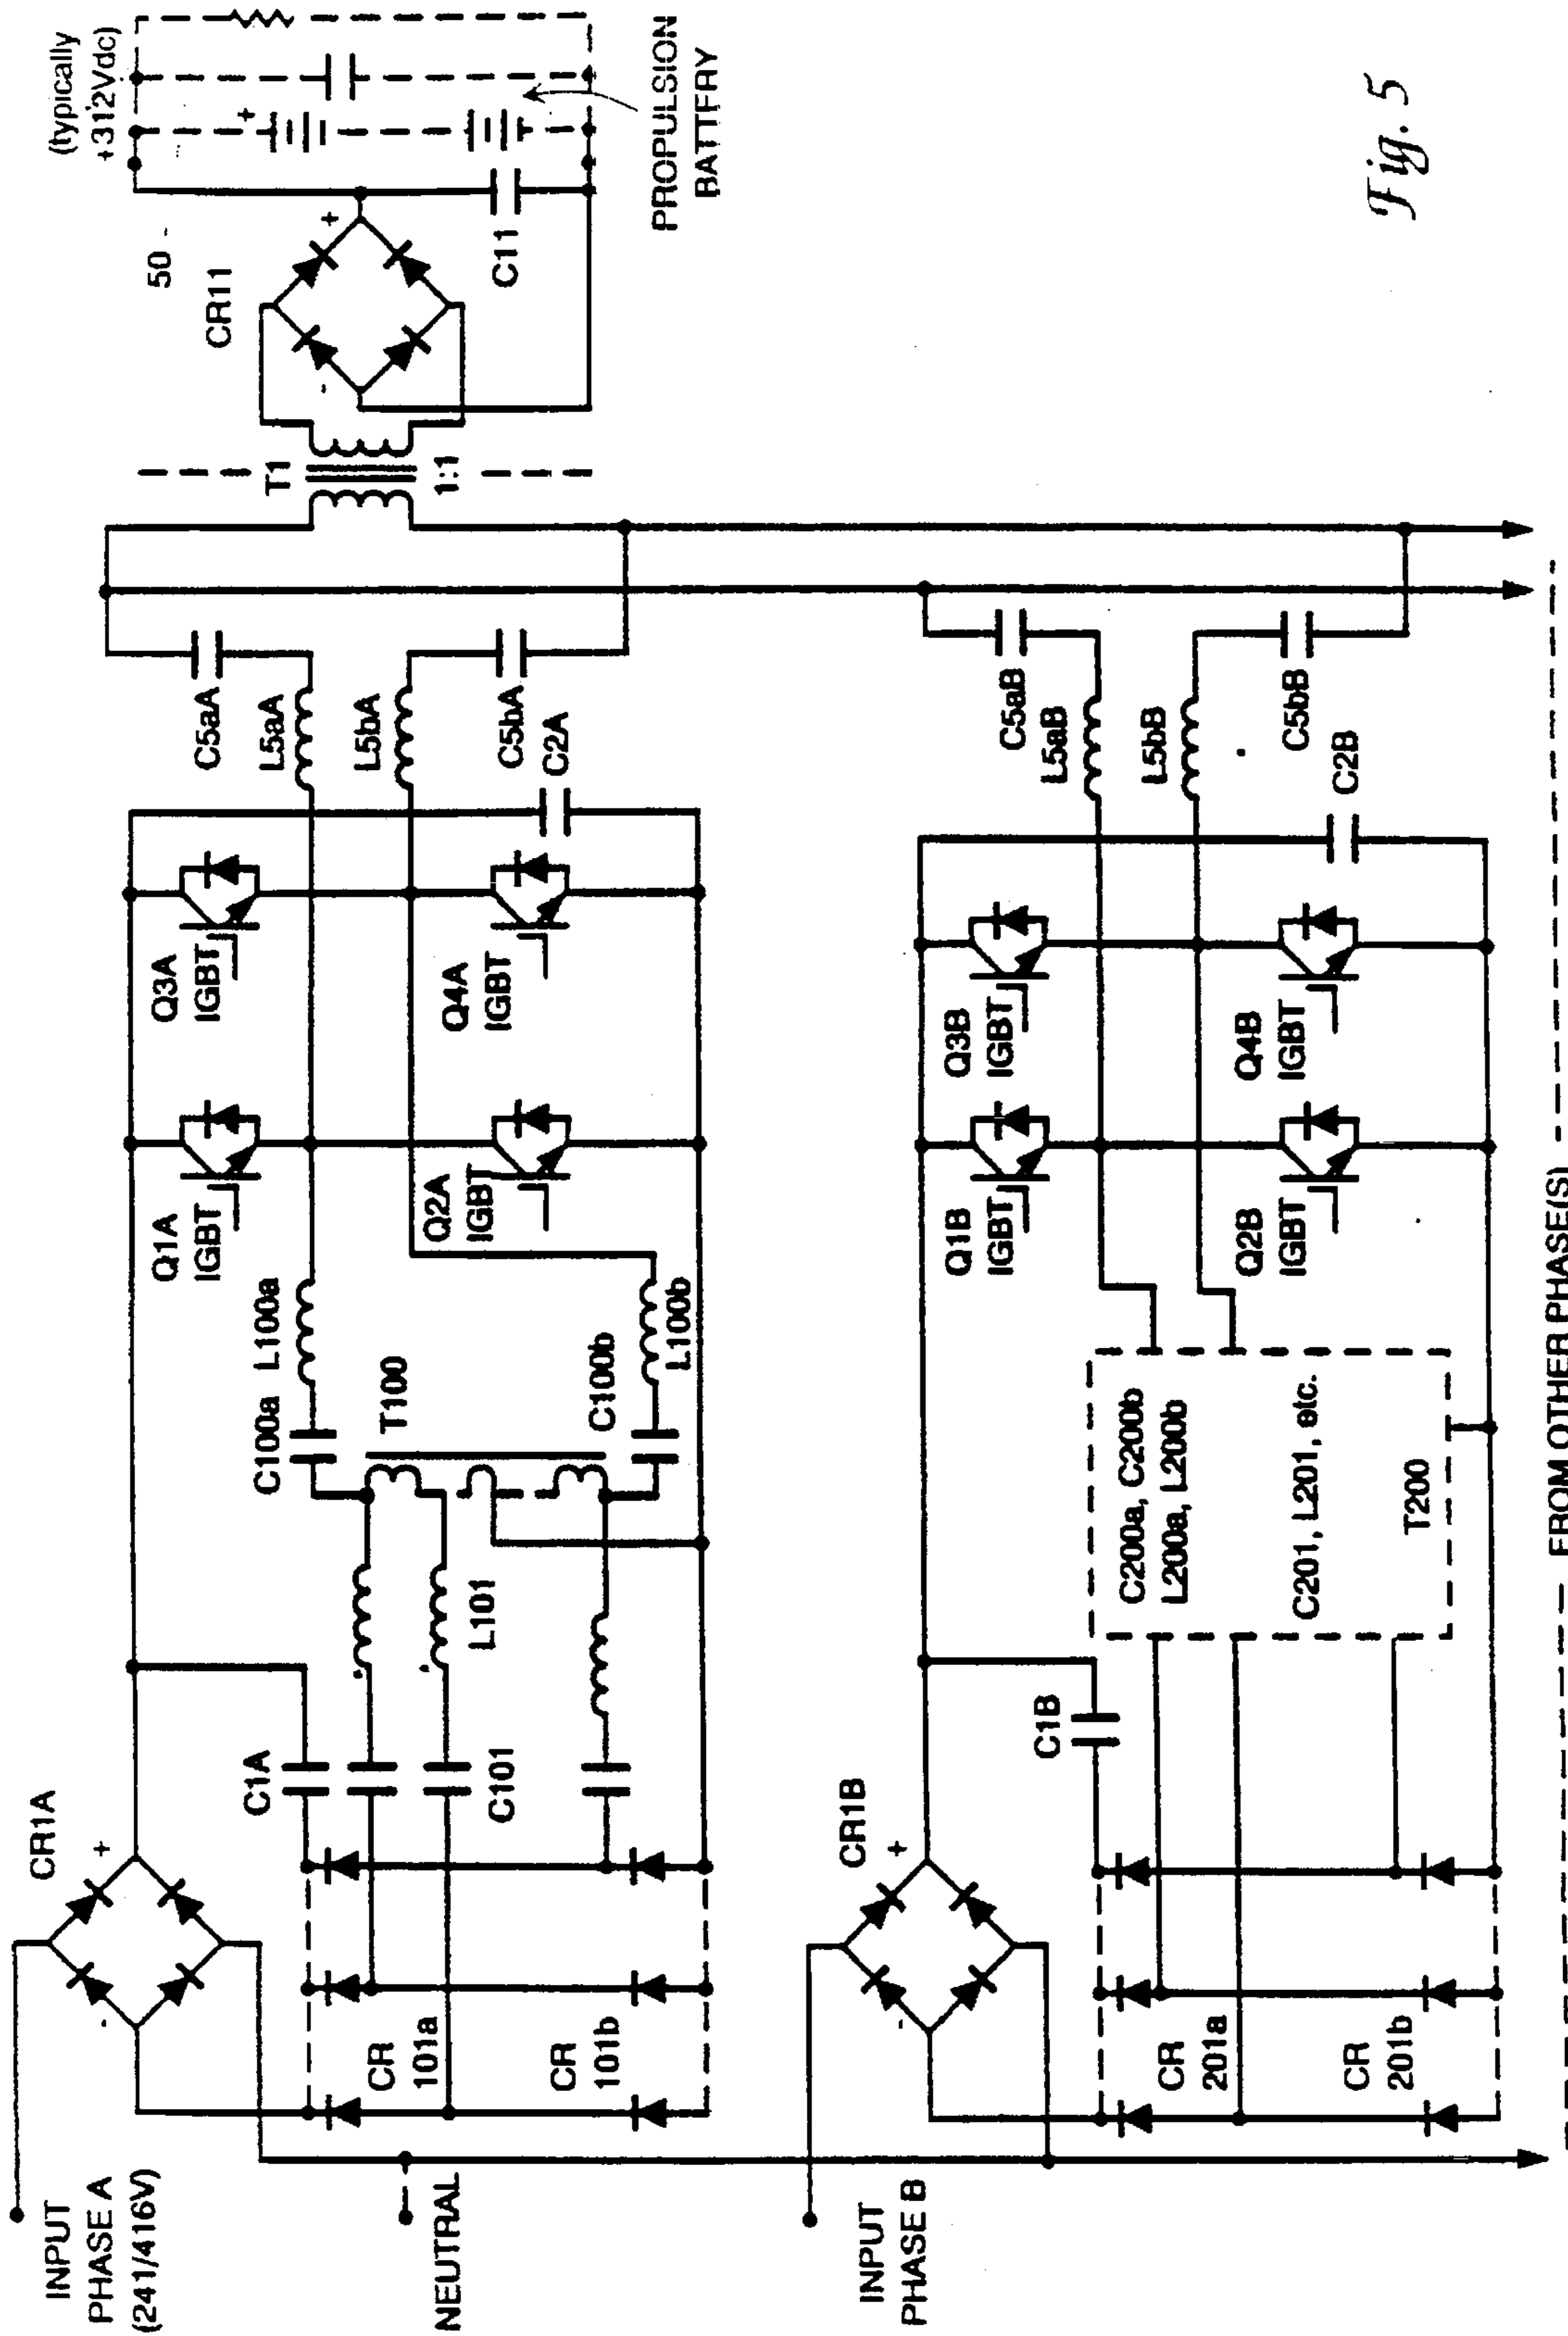 INPUT
PHASE A
(241/416V)
NEUTRAL
CR1A
+
-
C1A
CR
101a
CR
101b
C101
L101
T100
C100a
L100a
C100b
L100b
Q1A
IGBT
Q2A
IGBT
Q3A
IGBT
Q4A
IGBT
C2A
C5aA
L5aA
L5bA
C5bA
T1
1:1
CR11
+
-
50
C11
(typically
+312Vdc)
+
PROPULSION
BATTERY
INPUT
PHASE B
CR1B
+
-
C1B
CR
201a
CR
201b
C200a, C200b
L200a, L200b
C201, L201, etc.
T200
Q1B
IGBT
Q2B
IGBT
Q3B
IGBT
Q4B
IGBT
C2B
C5aB
L5aB
L5bB
C5bB
FROM OTHER PHASE(S)
Fig. 5